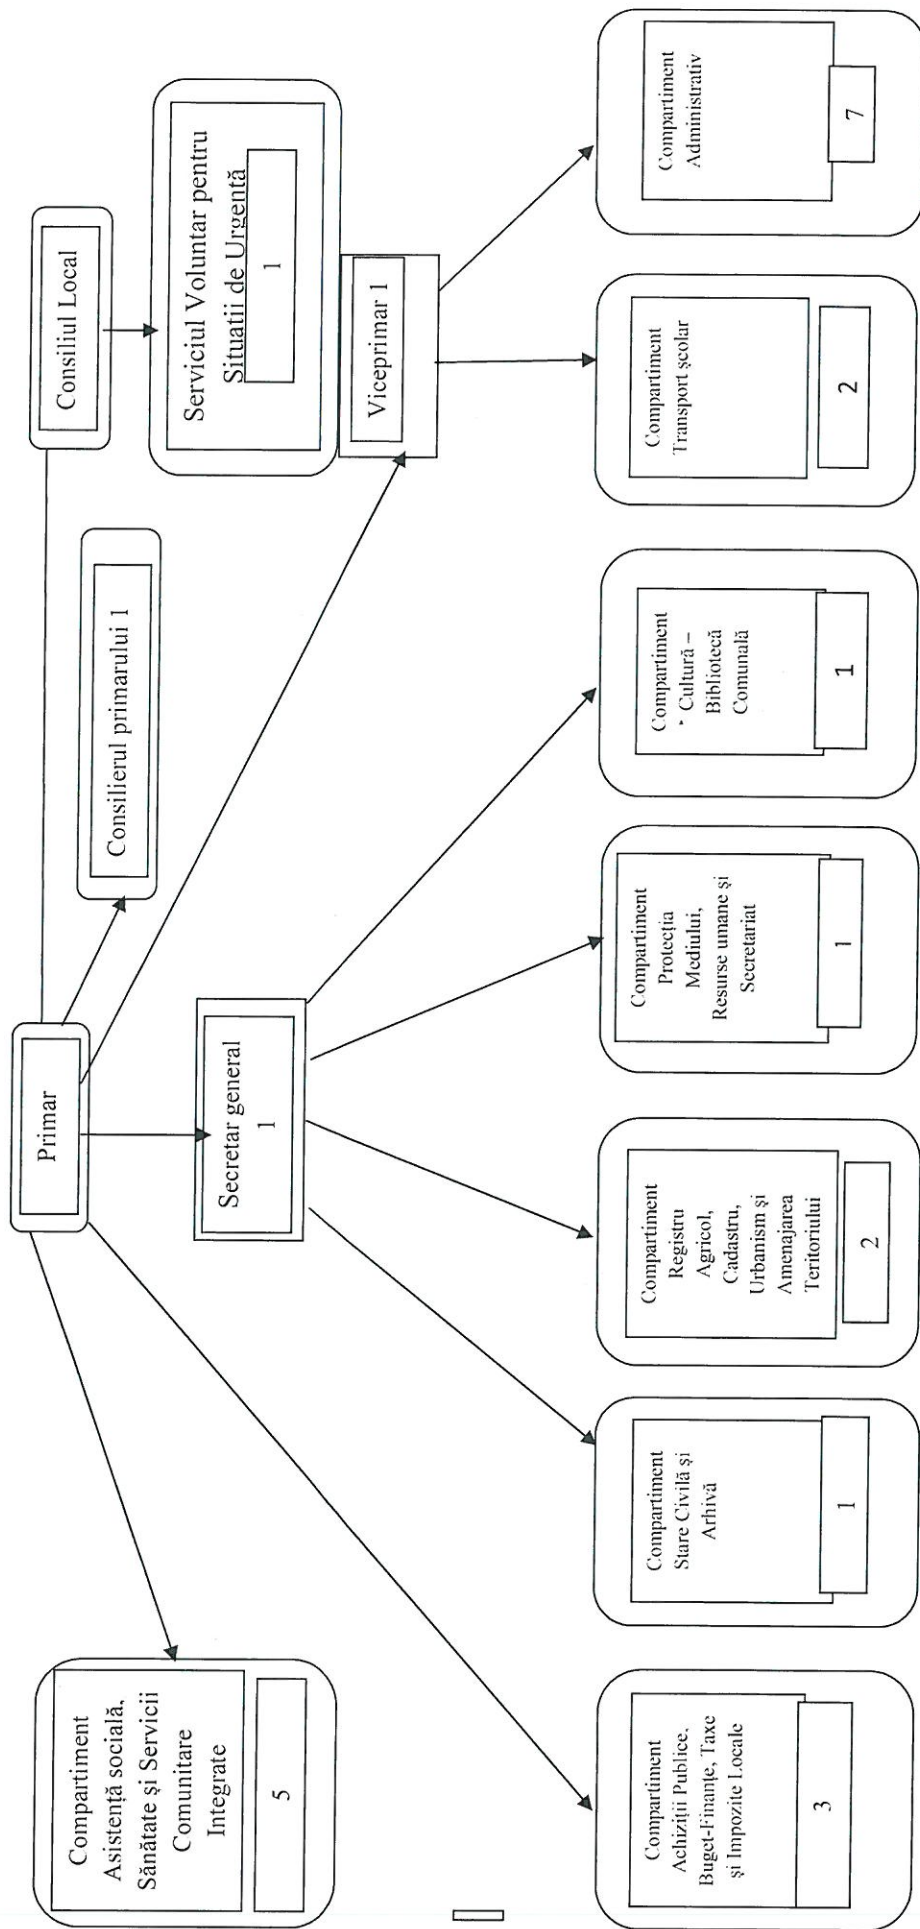 Primar
Consiliul Local
Consilierul primarului 1
Serviciul Voluntar pentru
Situatii de Urgentă
1
Viceprimar 1
Secretar general
1
Compartiment
Asistență socială,
Sănătate și Servicii
Comunitare
Integrate
5
Compartiment
Achiziții Publice,
Buget-Finanțe, Taxe
și Impozite Locale
3
Compartiment
Stare Civilă și
Arhivă
1
Compartiment
Registru
Agricol,
Cadastru,
Urbanism și
Amenajarea
Teritoriului
2
Compartiment
Protecția
Mediului,
Resurse umane și
Secretariat
1
Compartiment
Cultură –
Bibliotecă
Comunală
1
Compartiment
Transport școlar
2
Compartiment
Administrativ
7